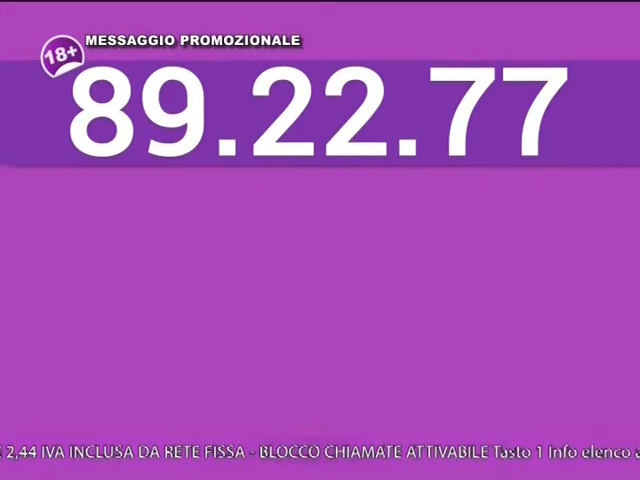 18+
MESSAGGIO PROMOZIONALE
89.22.77
2,44 IVA INCLUSA DA RETE FISSA - BLOCCO CHIAMATE ATTIVABILE Tasto 1 Info elenco